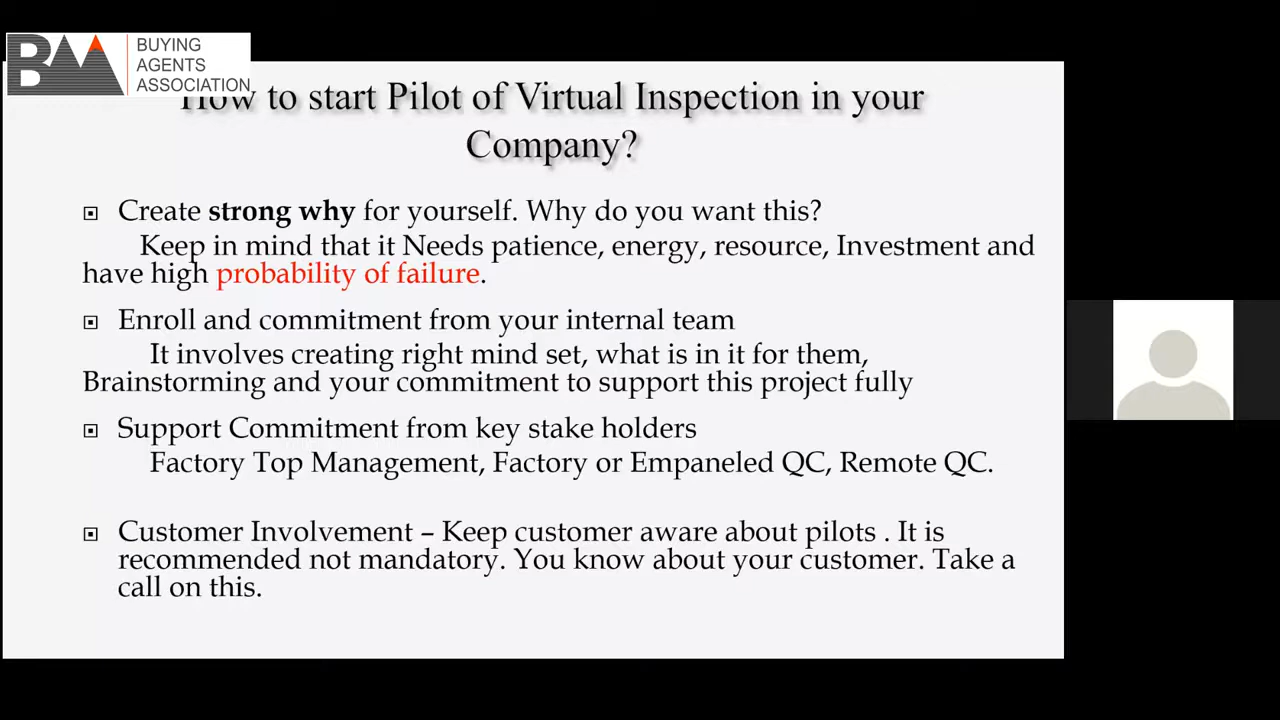 BMA
BUYING
AGENTS
ASSOCIATION
How to start Pilot of Virtual Inspection in your
Company?
Create strong why for yourself. Why do you want this?
Keep in mind that it Needs patience, energy, resource, Investment and
have high probability of failure.
Enroll and commitment from your internal team
It involves creating right mind set, what is in it for them,
Brainstorming and your commitment to support this project fully
Support Commitment from key stake holders
Factory Top Management, Factory or Empaneled QC, Remote QC.
Customer Involvement – Keep customer aware about pilots . It is
recommended not mandatory. You know about your customer. Take a
call on this.